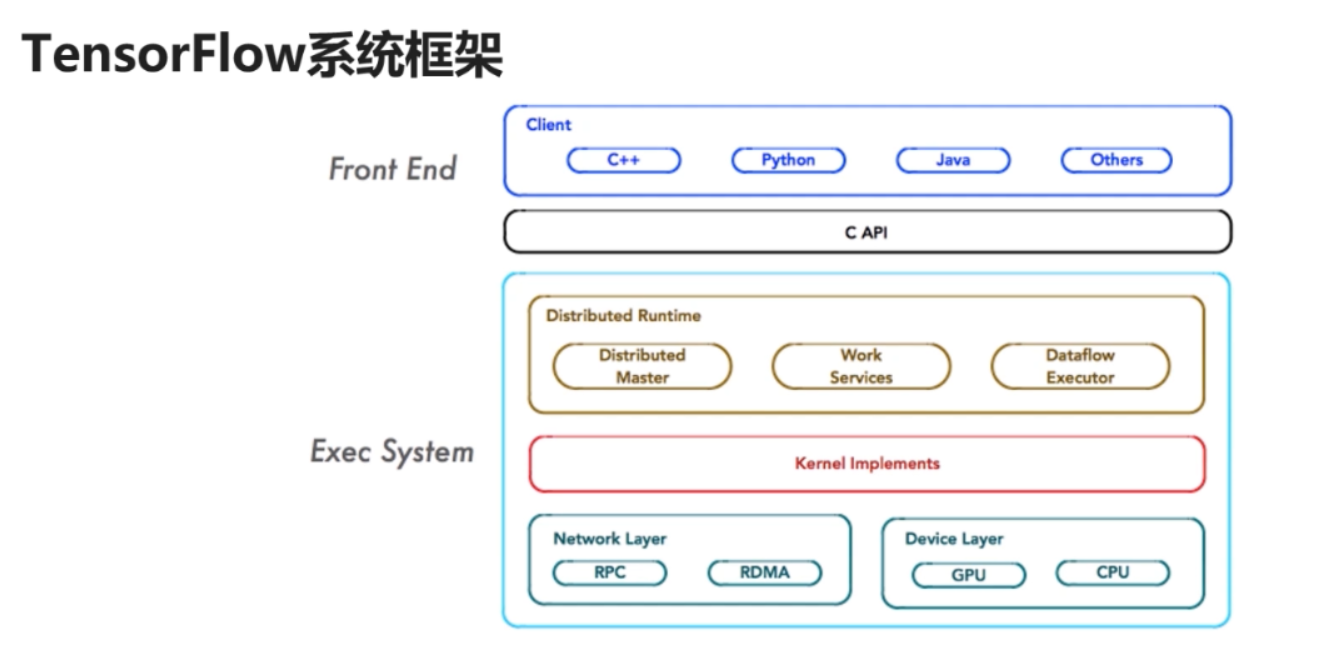 TensorFlow系统框架
Front End
Client
C++ Python Java Others
C API
Exec System
Distributed Runtime
Distributed
Master
Work
Services
Dataflow
Executor
Kernel Implements
Network Layer
RPC RDMA
Device Layer
GPU CPU